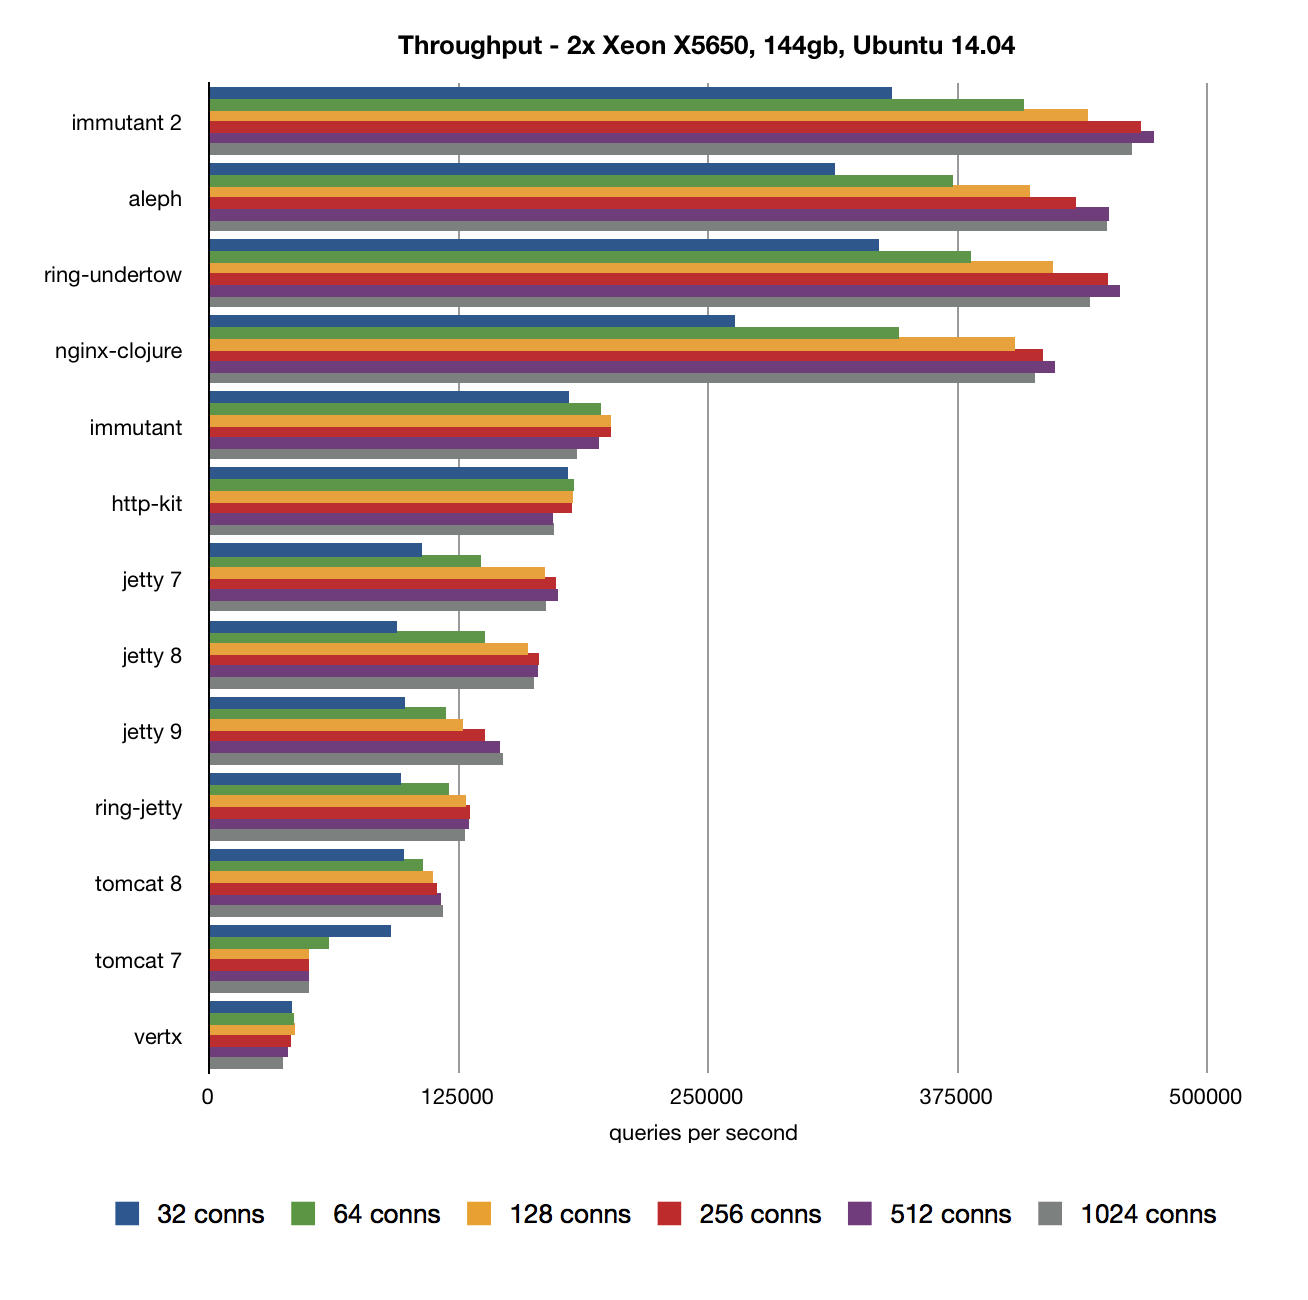 Throughput - 2x Xeon X5650, 144gb, Ubuntu 14.04
immutant 2
aleph
ring-undertow
nginx-clojure
immutant
http-kit
jetty 7
jetty 8
jetty 9
ring-jetty
tomcat 8
tomcat 7
vertx
0 125000 250000 375000 500000
queries per second
32 conns 64 conns 128 conns 256 conns 512 conns 1024 conns